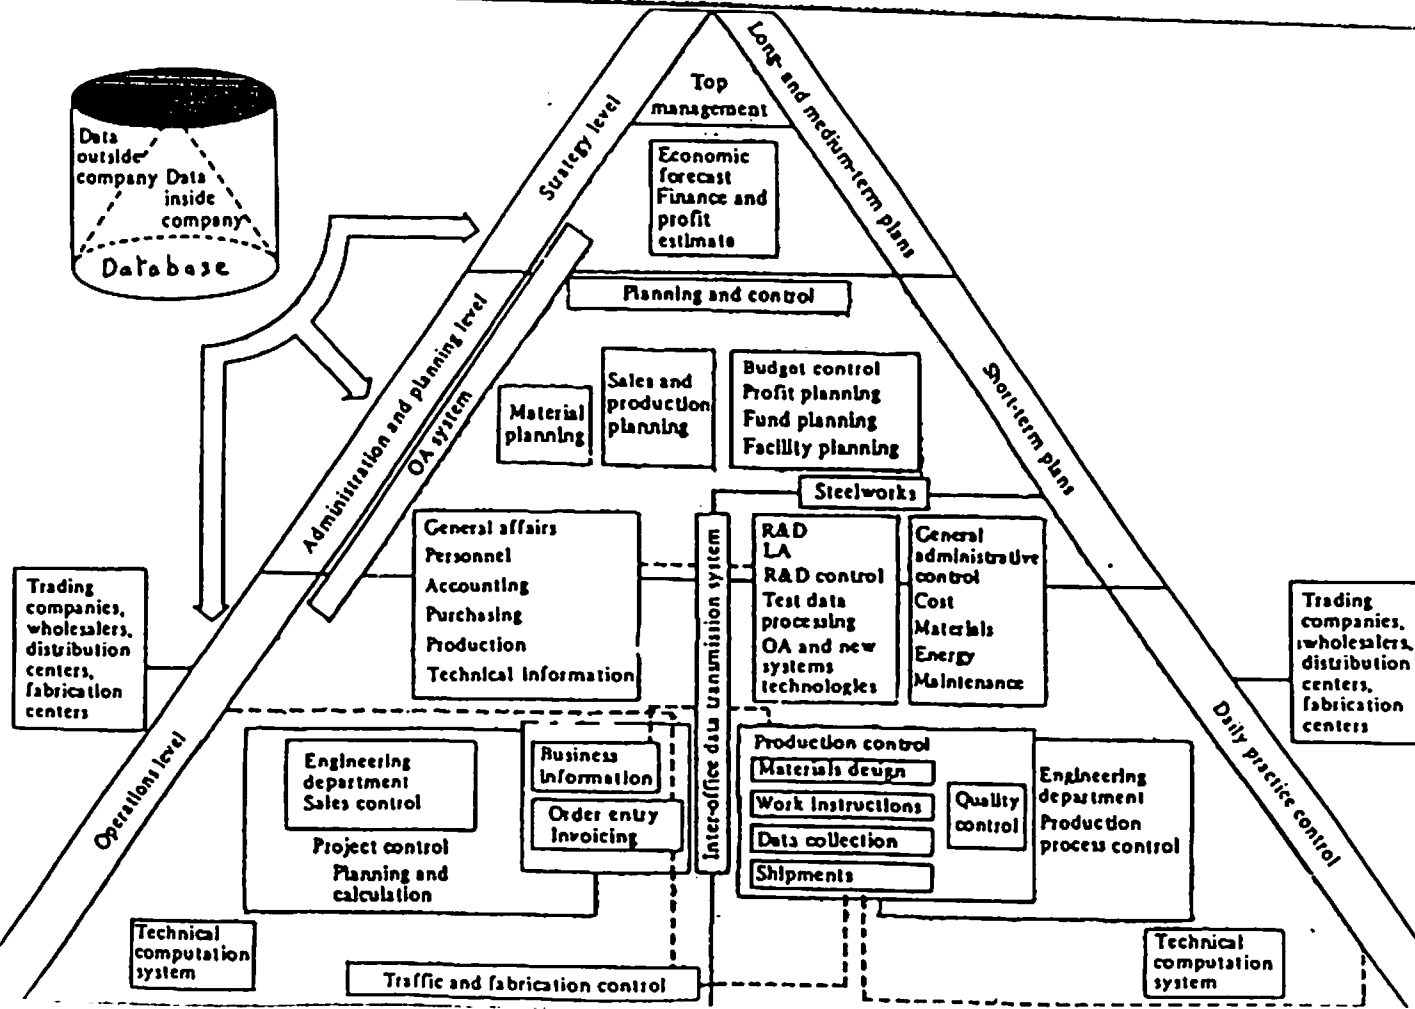 Top
management
Strategy level
Long- and medium-term plans
Data
outside
company
Data
inside
company
Database
Economic
forecast
Finance and
profit
estimate
Planning and control
Administration and planning level
OA system
Short-term plans
Material
planning
Sales and
production
planning
Budget control
Profit planning
Fund planning
Facility planning
Steelworks
General affairs
Personnel
Accounting
Purchasing
Production
Technical information
Inter-office data transmission system
R&D
LA
R&D control
Test data
processing
OA and new
systems
technologies
General
administrative
control
Cost
Materials
Energy
Maintenance
Trading
companies,
wholesalers,
distribution
centers,
fabrication
centers
Trading
companies,
wholesalers,
distribution
centers,
fabrication
centers
Operations level
Daily practice control
Engineering
department
Sales control
Project control
Planning and
calculation
Business
information
Order entry
Invoicing
Production control
Materials design
Work instructions
Data collection
Shipments
Quality
control
Engineering
department
Production
process control
Technical
computation
system
Traffic and fabrication control
Technical
computation
system